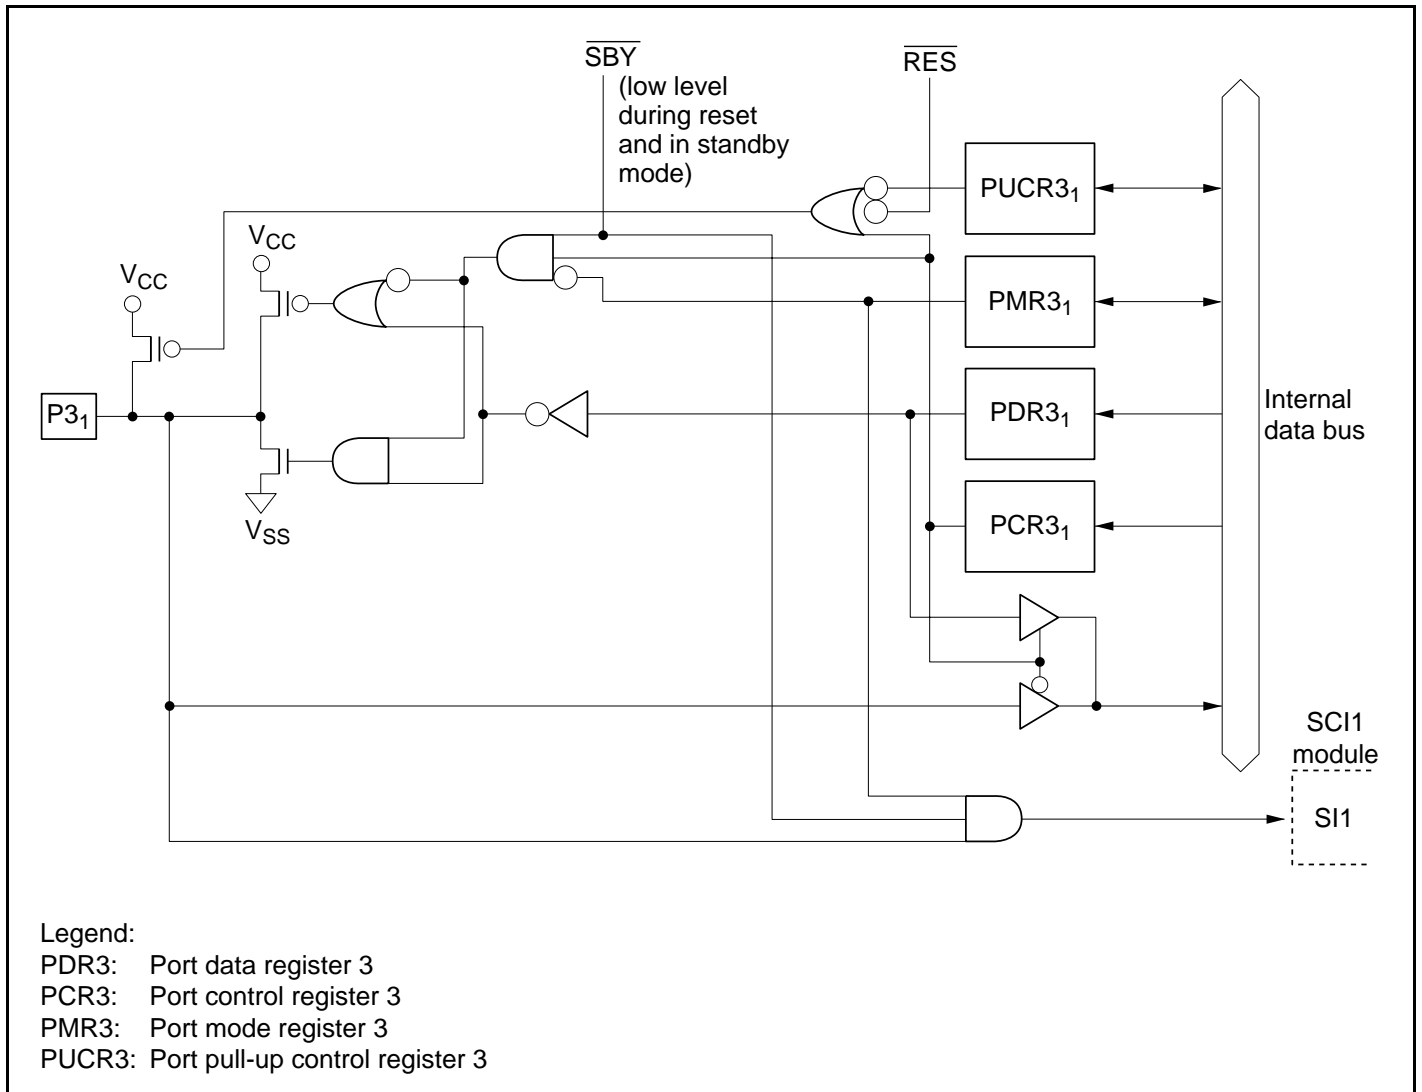 SBY
(low level
during reset
and in standby
mode)
RES
PUCR3₁
VCC
VCC
PMR3₁
P3₁
PDR3₁
Internal
data bus
VSS
PCR3₁
SCI1
module
SI1
Legend:
PDR3: Port data register 3
PCR3: Port control register 3
PMR3: Port mode register 3
PUCR3: Port pull-up control register 3